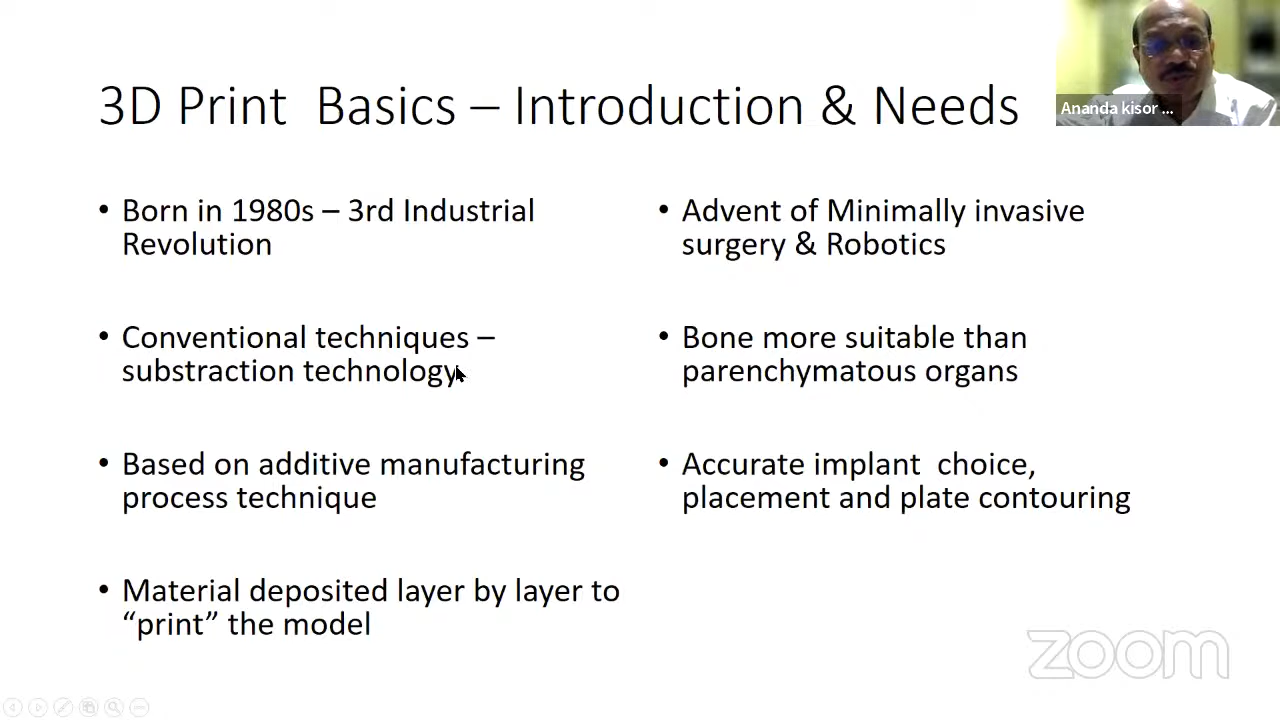 3D Print  Basics – Introduction & Needs
Ananda kisor ...
• Born in 1980s – 3rd Industrial
Revolution
• Conventional techniques –
substraction technology
• Based on additive manufacturing
process technique
• Material deposited layer by layer to
“print” the model
• Advent of Minimally invasive
surgery & Robotics
• Bone more suitable than
parenchymatous organs
• Accurate implant  choice,
placement and plate contouring
zoom